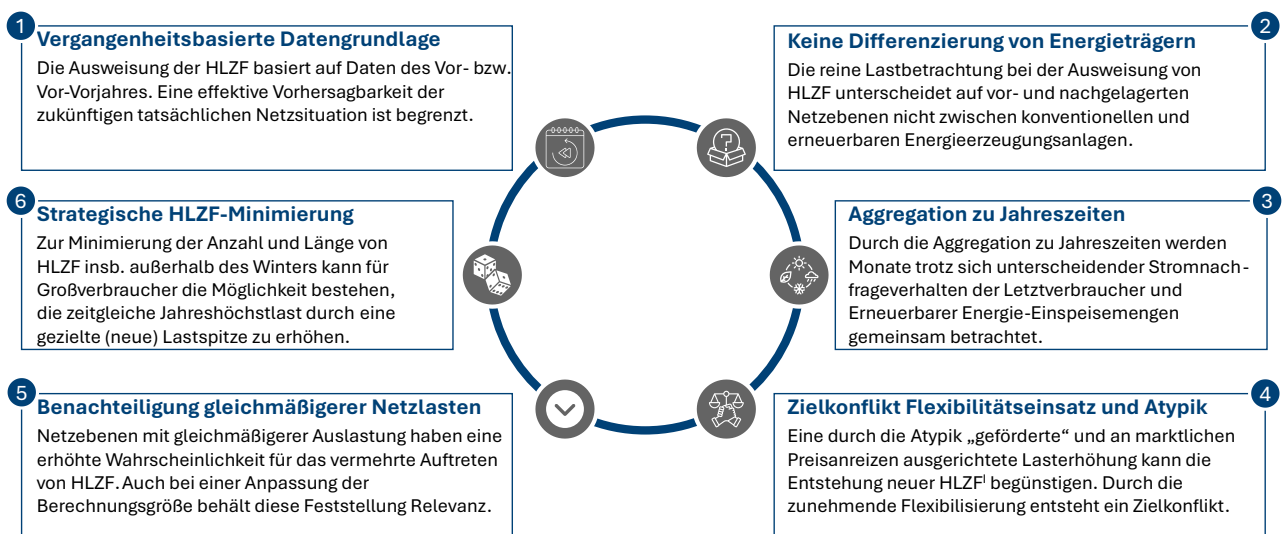 1
Vergangenheitsbasierte Datengrundlage
Die Ausweisung der HLZF basiert auf Daten des Vor- bzw.
Vor-Vorjahres. Eine effektive Vorhersagbarkeit der
zukünftigen tatsächlichen Netzsituation ist begrenzt.
2
Keine Differenzierung von Energieträgern
Die reine Lastbetrachtung bei der Ausweisung von
HLZF unterscheidet auf vor- und nachgelagerten
Netzebenen nicht zwischen konventionellen und
erneuerbaren Energieerzeugungsanlagen.
3
Aggregation zu Jahreszeiten
Durch die Aggregation zu Jahreszeiten werden
Monate trotz sich unterscheidender Stromnach-
frageverhalten der Letztverbraucher und
Erneuerbarer Energie-Einspeisemengen
gemeinsam betrachtet.
4
Zielkonflikt Flexibilitätseinsatz und Atypik
Eine durch die Atypik „geförderte“ und an marktlichen
Preisanreizen ausgerichtete Lasterhöhung kann die
Entstehung neuer HLZFᴵ begünstigen. Durch die
zunehmende Flexibilisierung entsteht ein Zielkonflikt.
5
Benachteiligung gleichmäßigerer Netzlasten
Netzebenen mit gleichmäßigerer Auslastung haben eine
erhöhte Wahrscheinlichkeit für das vermehrte Auftreten
von HLZF. Auch bei einer Anpassung der
Berechnungsgröße behält diese Feststellung Relevanz.
6
Strategische HLZF-Minimierung
Zur Minimierung der Anzahl und Länge von
HLZF insb. außerhalb des Winters kann für
Großverbraucher die Möglichkeit bestehen,
die zeitgleiche Jahreshöchstlast durch eine
gezielte (neue) Lastspitze zu erhöhen.
?